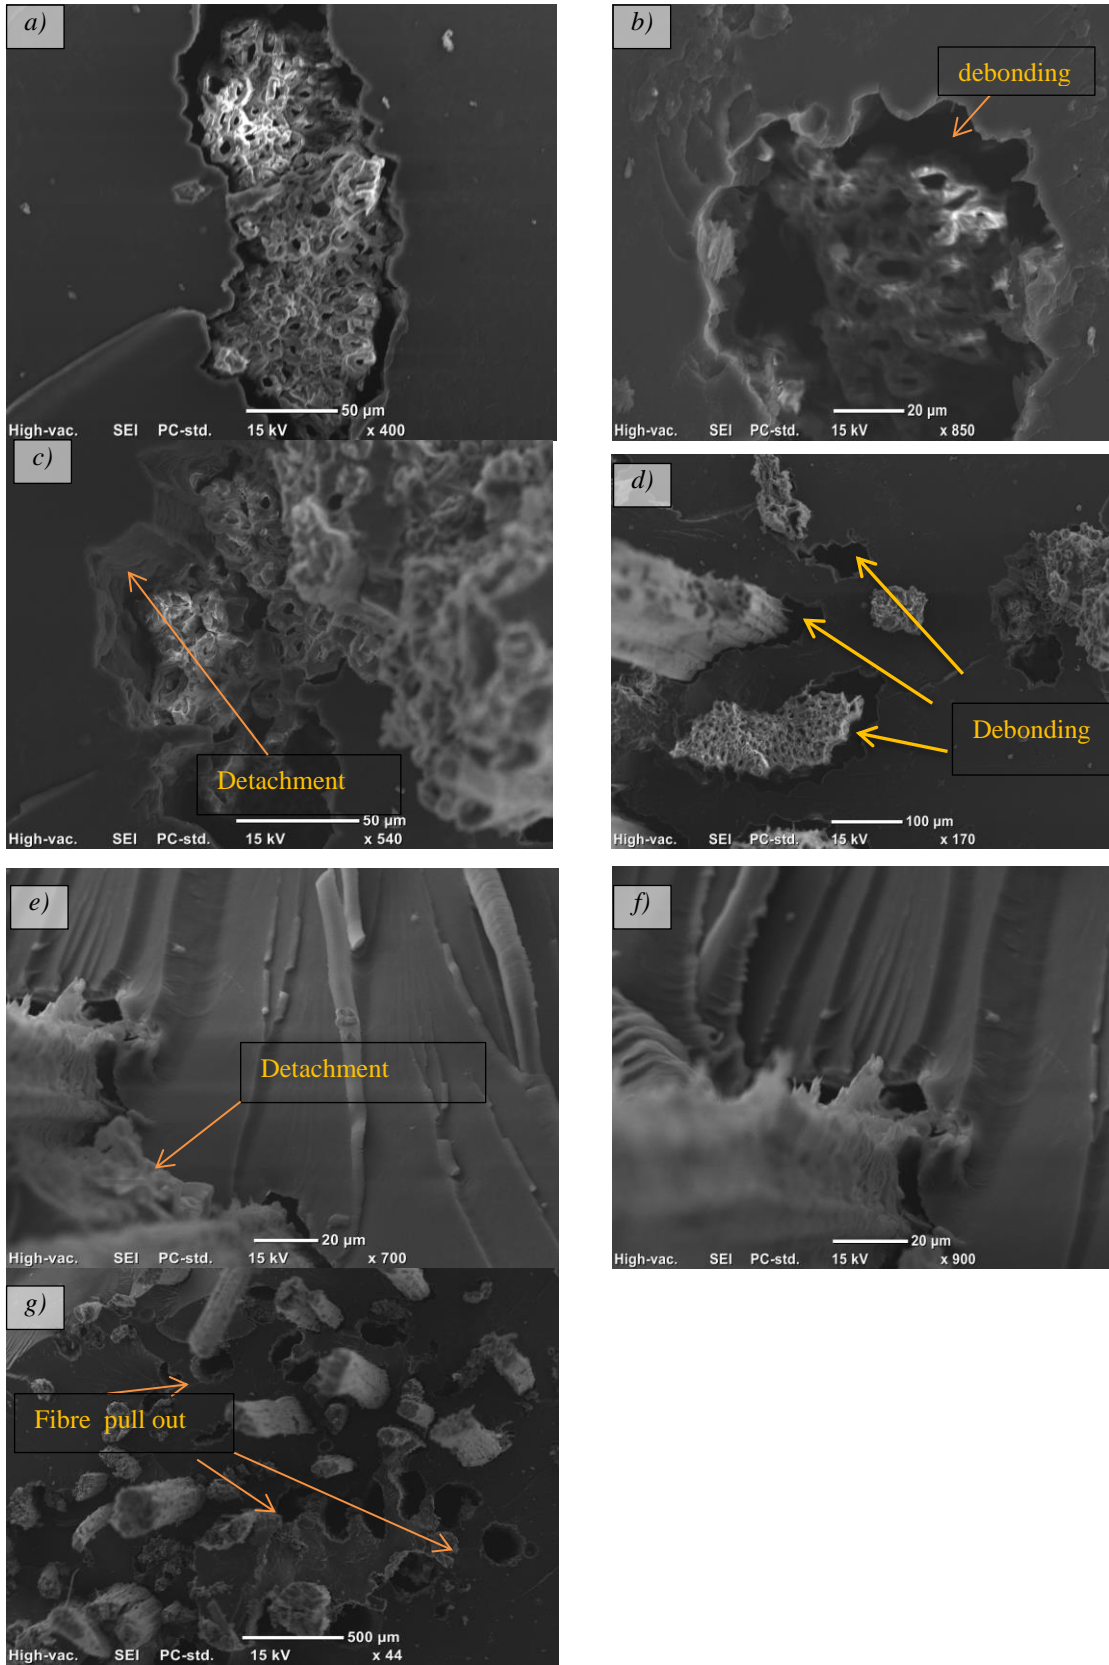 a)
50 µm
High-vac. SEI PC-std. 15 kV x 400
b)
debonding
20 µm
High-vac. SEI PC-std. 15 kV x 850
c)
Detachment
50 µm
High-vac. SEI PC-std. 15 kV x 540
d)
Debonding
100 µm
High-vac. SEI PC-std. 15 kV x 170
e)
Detachment
20 µm
High-vac. SEI PC-std. 15 kV x 700
f)
20 µm
High-vac. SEI PC-std. 15 kV x 900
g)
Fibre pull out
500 µm
High-vac. SEI PC-std. 15 kV x 44